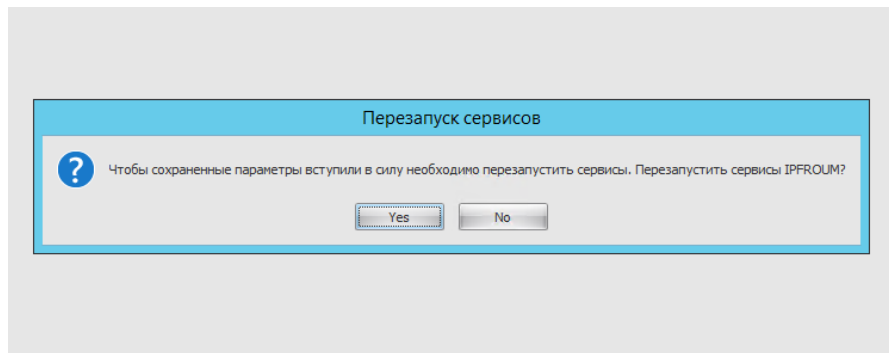 Перезапуск сервисов
Чтобы сохраненные параметры вступили в силу необходимо перезапустить сервисы. Перезапустить сервисы IPFROUM?
Yes No